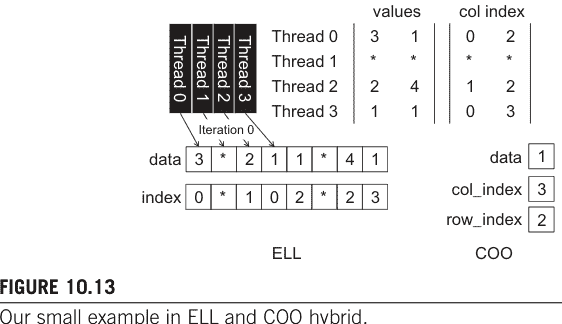 values col index
Thread 0 Thread 1 Thread 2 Thread 3
Thread 0 3 1 0 2
Thread 1 * * * *
Thread 2 2 4 1 2
Thread 3 1 1 0 3
Iteration 0
data 3 * 2 1 1 * 4 1
index 0 * 1 0 2 * 2 3
data 1
col_index 3
row_index 2
ELL COO
FIGURE 10.13
Our small example in ELL and COO hybrid.